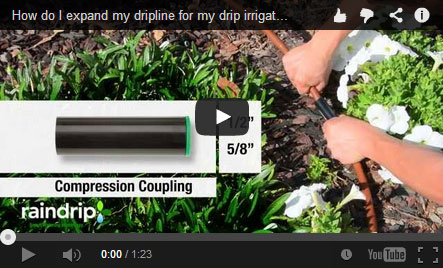 How do I expand my dripline for my drip irrigat...
1/2"
5/8"
Compression Coupling
raindrip
0:00 / 1:23
YouTube